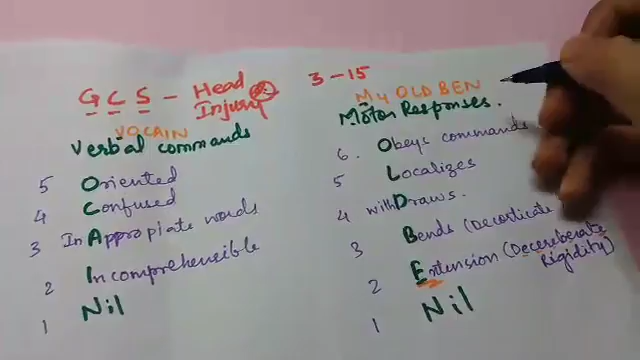 GCS - Head Injury
3-15
VOCAIN
Verbal commands
5 Oriented
4 Confused
3 InAppropiate words
2 Incomprehensible
1 Nil
My OLD BEN
Motor Responses.
6. Obeys commands
5 Localizes
4 withDraws.
3 Bends (Decorticate
2 Extension (Decerebrate Rigidity)
1 Nil